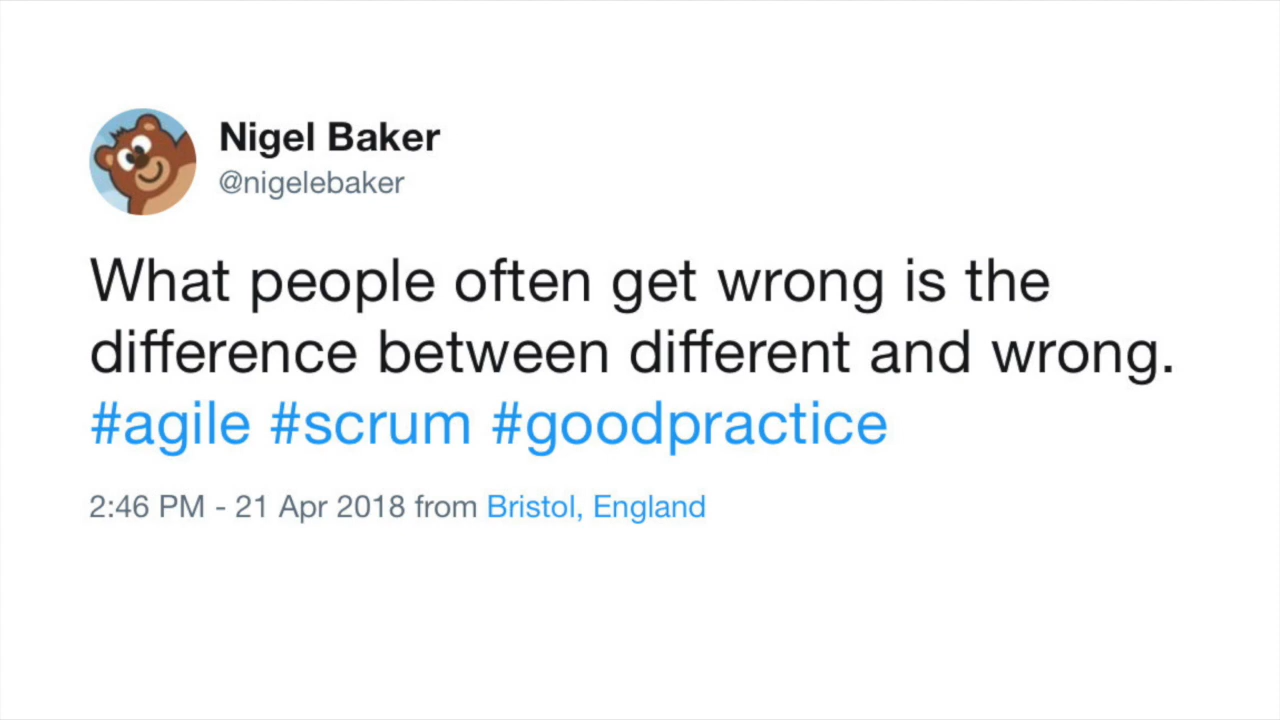 Nigel Baker
@nigelebaker
What people often get wrong is the
difference between different and wrong.
#agile #scrum #goodpractice
2:46 PM - 21 Apr 2018 from Bristol, England